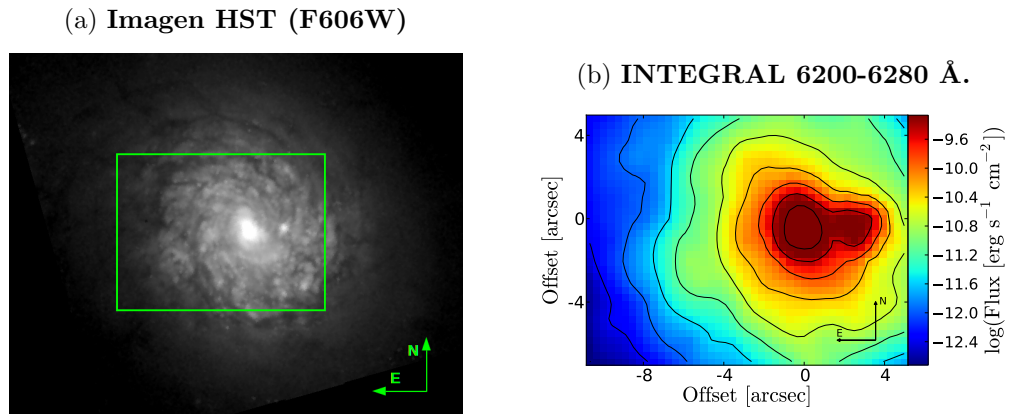 (a) Imagen HST (F606W)
N
E
(b) INTEGRAL 6200-6280 Å.
Offset [arcsec]
4
0
-4
N
E
-8
-4
0
4
Offset [arcsec]
−9.6
−10.0
−10.4
−10.8
−11.2
−11.6
−12.0
−12.4
log(Flux [erg s⁻¹ cm⁻²])